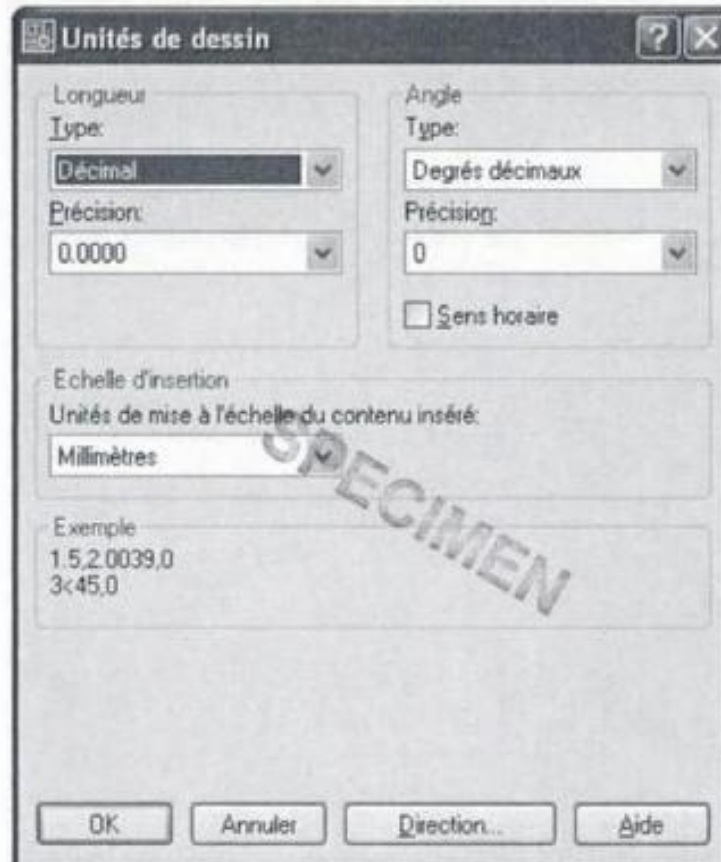 Unités de dessin
Longueur
Type:
Décimal
Précision:
0.0000
Angle
Type:
Degrés décimaux
Précision:
0
Sens horaire
Echelle d'insertion
Unités de mise à l'échelle du contenu inséré:
Millimètres
SPECIMEN
Exemple
1.5,2.0039,0
3<45,0
OK Annuler Direction... Aide